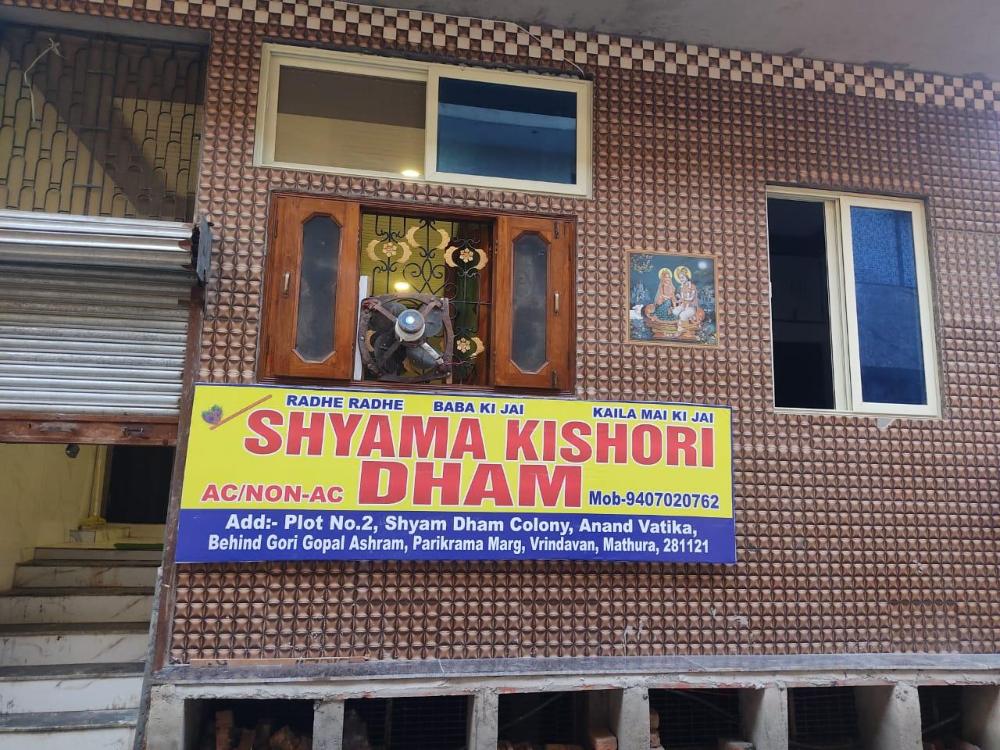 RADHE RADHE BABA KI JAI KAILA MAI KI JAI
SHYAMA KISHORI
DHAM
AC/NON-AC
Mob-9407020762
Add:- Plot No.2, Shyam Dham Colony, Anand Vatika,
Behind Gori Gopal Ashram, Parikrama Marg, Vrindavan, Mathura, 281121